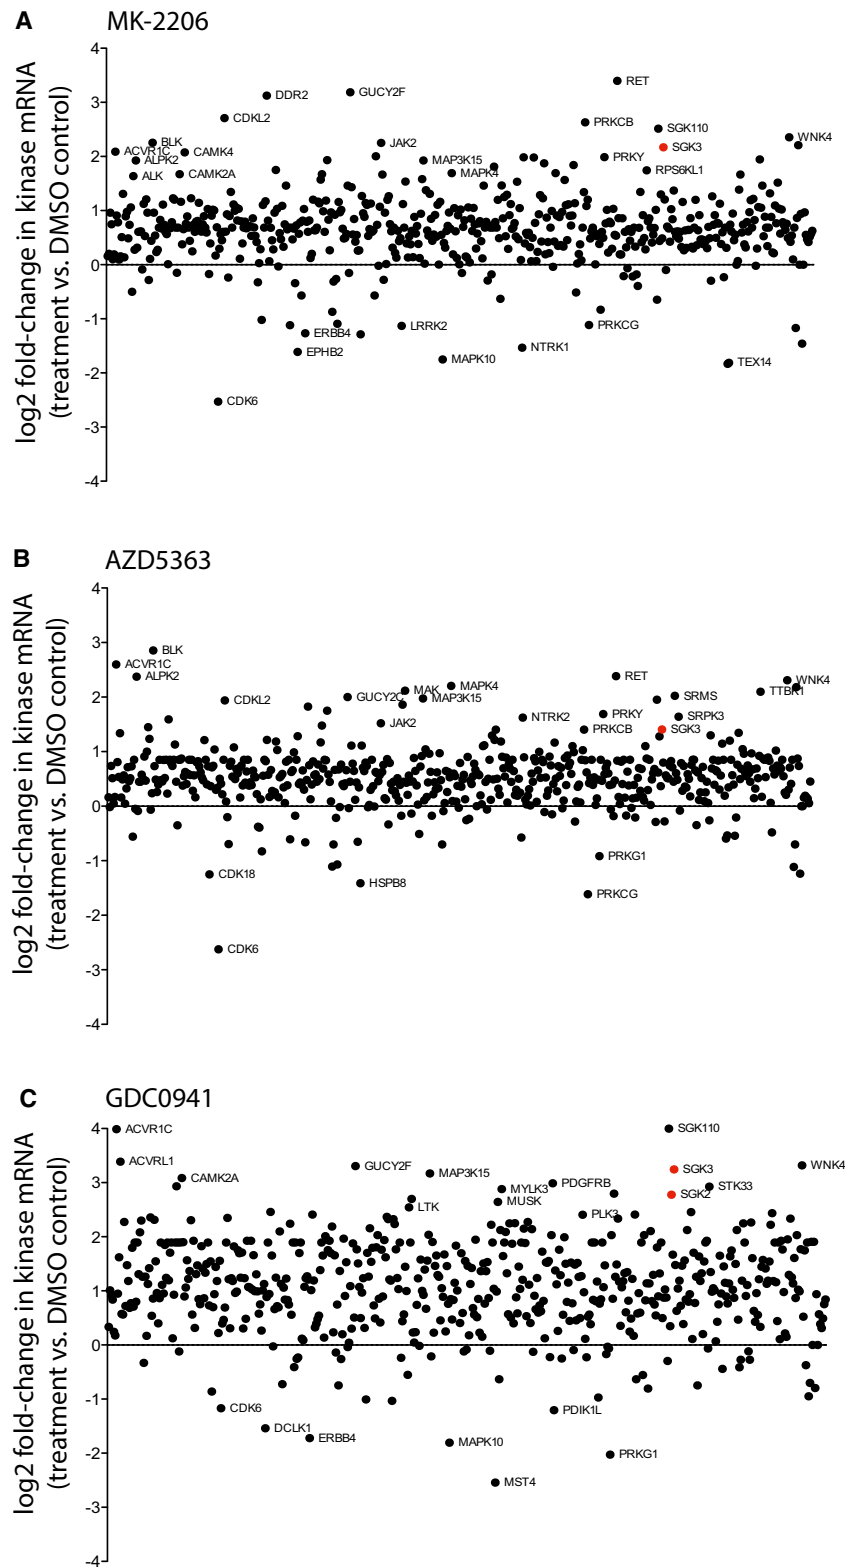 A MK-2206
log2 fold-change in kinase mRNA
(treatment vs. DMSO control)
4
3
2
1
0
-1
-2
-3
-4
RET
DDR2
GUCY2F
CDKL2
PRKCB
SGK110
WNK4
BLK
JAK2
SGK3
ACVR1C
CAMK4
ALPK2
MAP3K15
PRKY
ALK
CAMK2A
MAPK4
RPS6KL1
ERBB4
LRRK2
PRKCG
EPHB2
NTRK1
MAPK10
TEX14
CDK6
B AZD5363
log2 fold-change in kinase mRNA
(treatment vs. DMSO control)
4
3
2
1
0
-1
-2
-3
-4
BLK
ACVR1C
ALPK2
RET
WNK4
CDKL2
GUCY2C
MAK
MAPK4
MAP3K15
SRMS
TTBK1
JAK2
NTRK2
PRKY
SRPK3
PRKCB
SGK3
PRKG1
CDK18
HSPB8
PRKCG
CDK6
C GDC0941
log2 fold-change in kinase mRNA
(treatment vs. DMSO control)
4
3
2
1
0
-1
-2
-3
-4
ACVR1C
SGK110
ACVRL1
GUCY2F
WNK4
CAMK2A
MAP3K15
SGK3
MYLK3
PDGFRB
STK33
LTK
MUSK
SGK2
PLK3
CDK6
PDIK1L
DCLK1
ERBB4
MAPK10
PRKG1
MST4